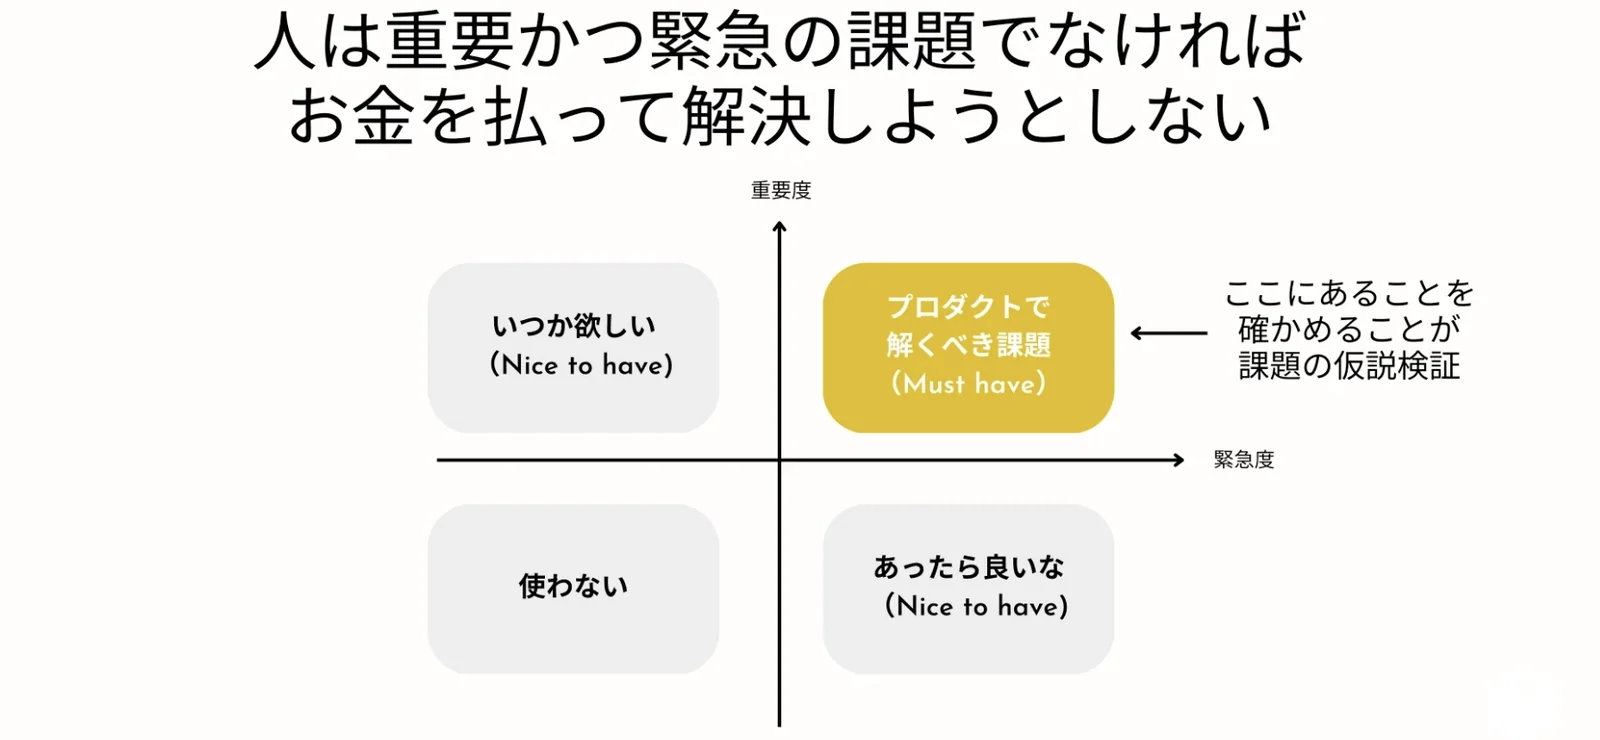 人は重要かつ緊急の課題でなければ
お金を払って解決しようとしない
重要度
いつか欲しい
（Nice to have）
プロダクトで
解くべき課題
（Must have）
ここにあることを
確かめることが
課題の仮説検証
緊急度
使わない
あったら良いな
（Nice to have）